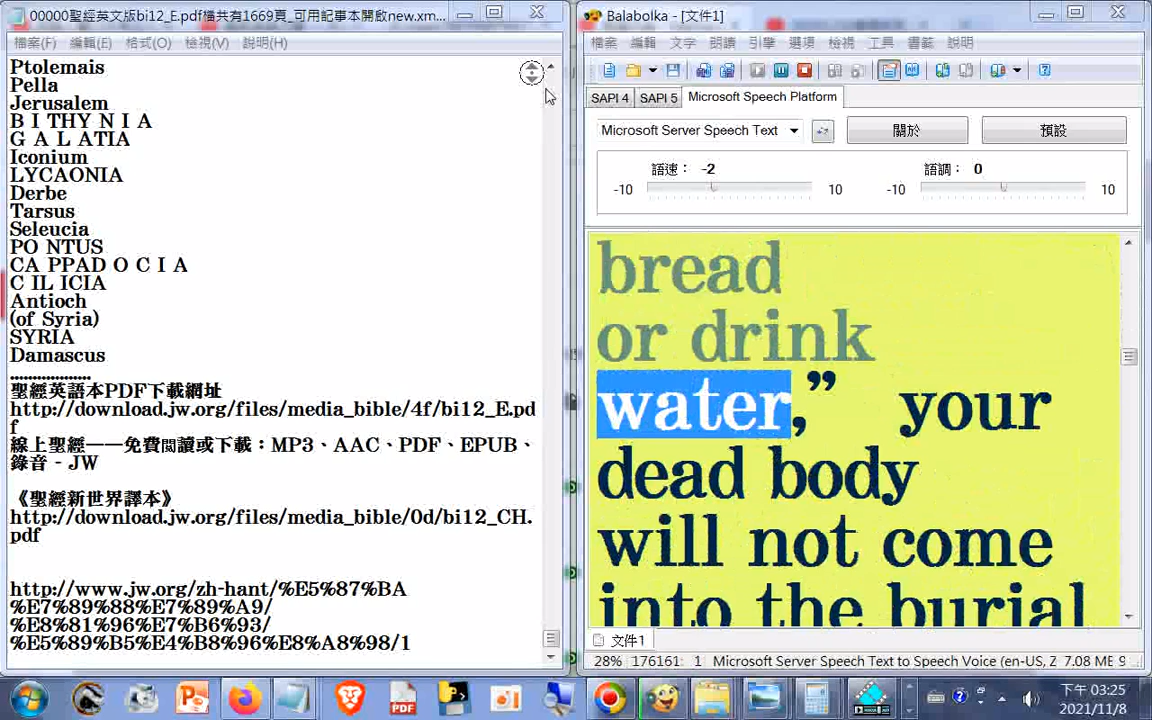 00000聖經英文版bi12_E.pdf檔共有1669頁_可用記事本開啟new.xm...
檔案(F) 編輯(E) 格式(O) 檢視(V) 說明(H)
Ptolemais
Pella
Jerusalem
B I THY N I A
G A L ATIA
Iconium
LYCAONIA
Derbe
Tarsus
Seleucia
PO NTUS
CA PPAD O C I A
C IL ICIA
Antioch
(of Syria)
SYRIA
Damascus
..................
聖經英語本PDF下載網址
http://download.jw.org/files/media_bible/4f/bi12_E.pd
f
線上聖經——免費閱讀或下載：MP3、AAC、PDF、EPUB、
錄音 - JW
《聖經新世界譯本》
http://download.jw.org/files/media_bible/0d/bi12_CH.
pdf
http://www.jw.org/zh-hant/%E5%87%BA
%E7%89%88%E7%89%A9/
%E8%81%96%E7%B6%93/
%E5%89%B5%E4%B8%96%E8%A8%98/1
Balabolka - [文件1]
檔案 編輯 文字 朗讀 引擎 選項 檢視 工具 書籤 說明
SAPI 4 SAPI 5 Microsoft Speech Platform
Microsoft Server Speech Text 關於 預設
語速： -2 語調： 0
-10 10 -10 10
bread
or drink
water,” your
dead body
will not come
into the burial
文件1
28% 176161: 1 Microsoft Server Speech Text to Speech Voice (en-US, Z 7.08 MB 9
下午 03:25
2021/11/8